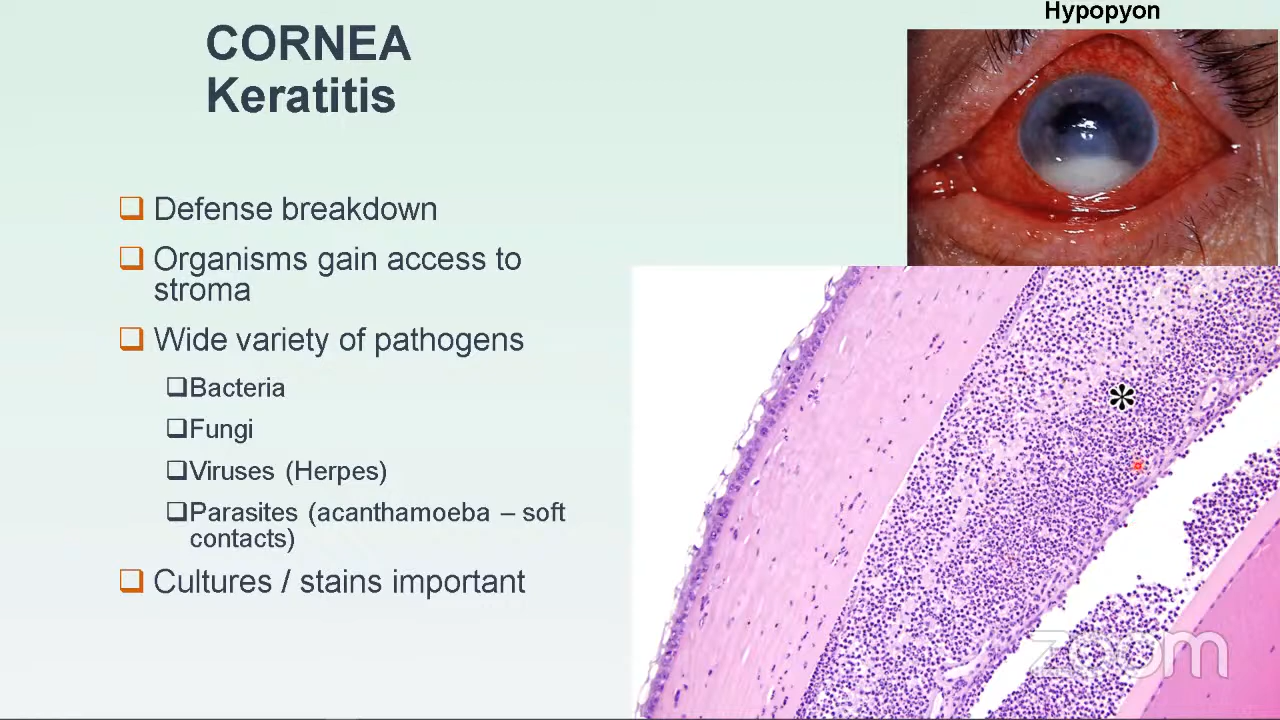 CORNEA
Keratitis
Hypopyon
❑ Defense breakdown
❑ Organisms gain access to
stroma
❑ Wide variety of pathogens
❑Bacteria
❑Fungi
❑Viruses (Herpes)
❑Parasites (acanthamoeba – soft
contacts)
❑ Cultures / stains important
*
zoom